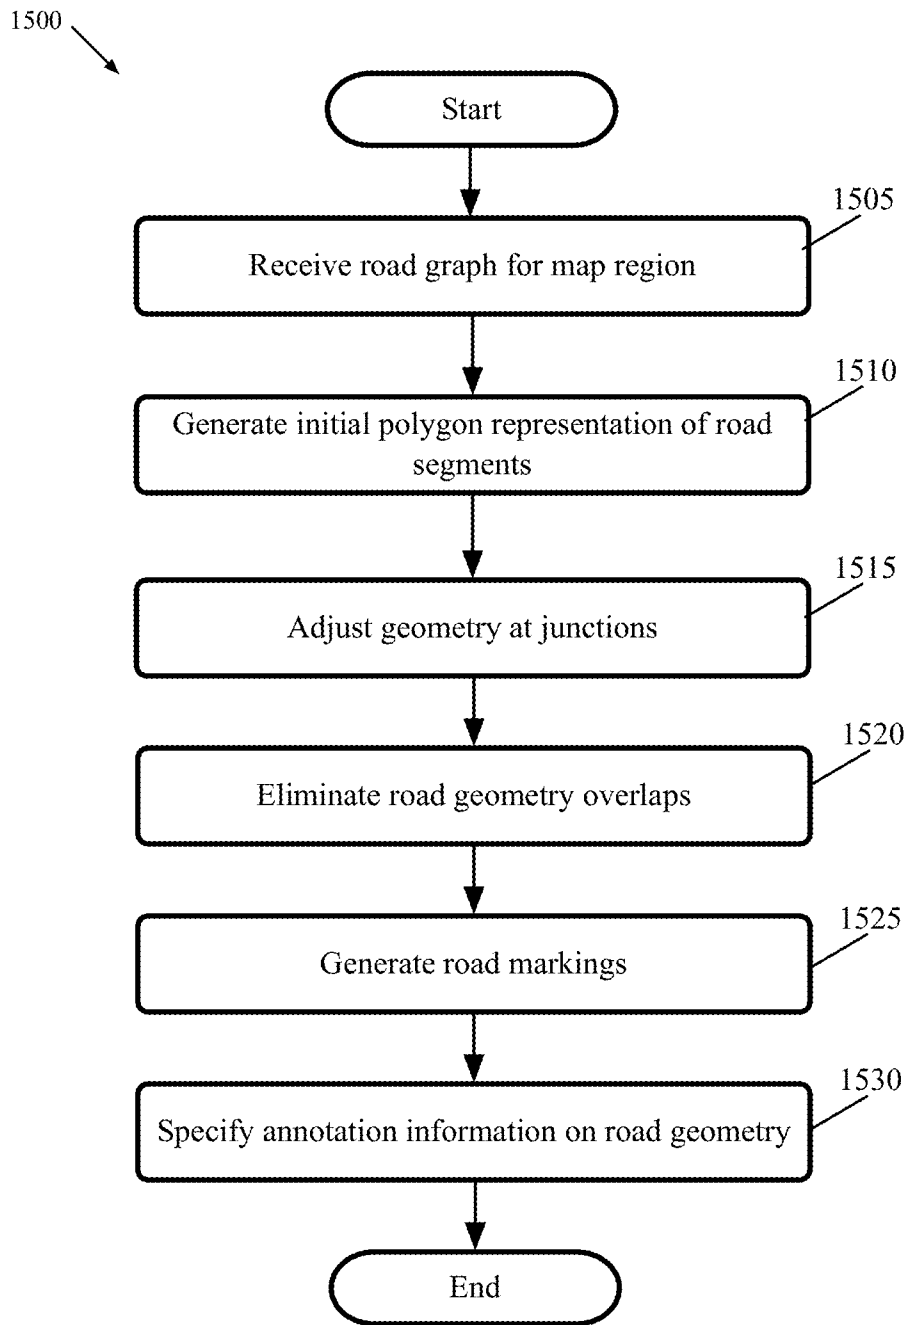 1500
Start
1505
Receive road graph for map region
1510
Generate initial polygon representation of road
segments
1515
Adjust geometry at junctions
1520
Eliminate road geometry overlaps
1525
Generate road markings
1530
Specify annotation information on road geometry
End